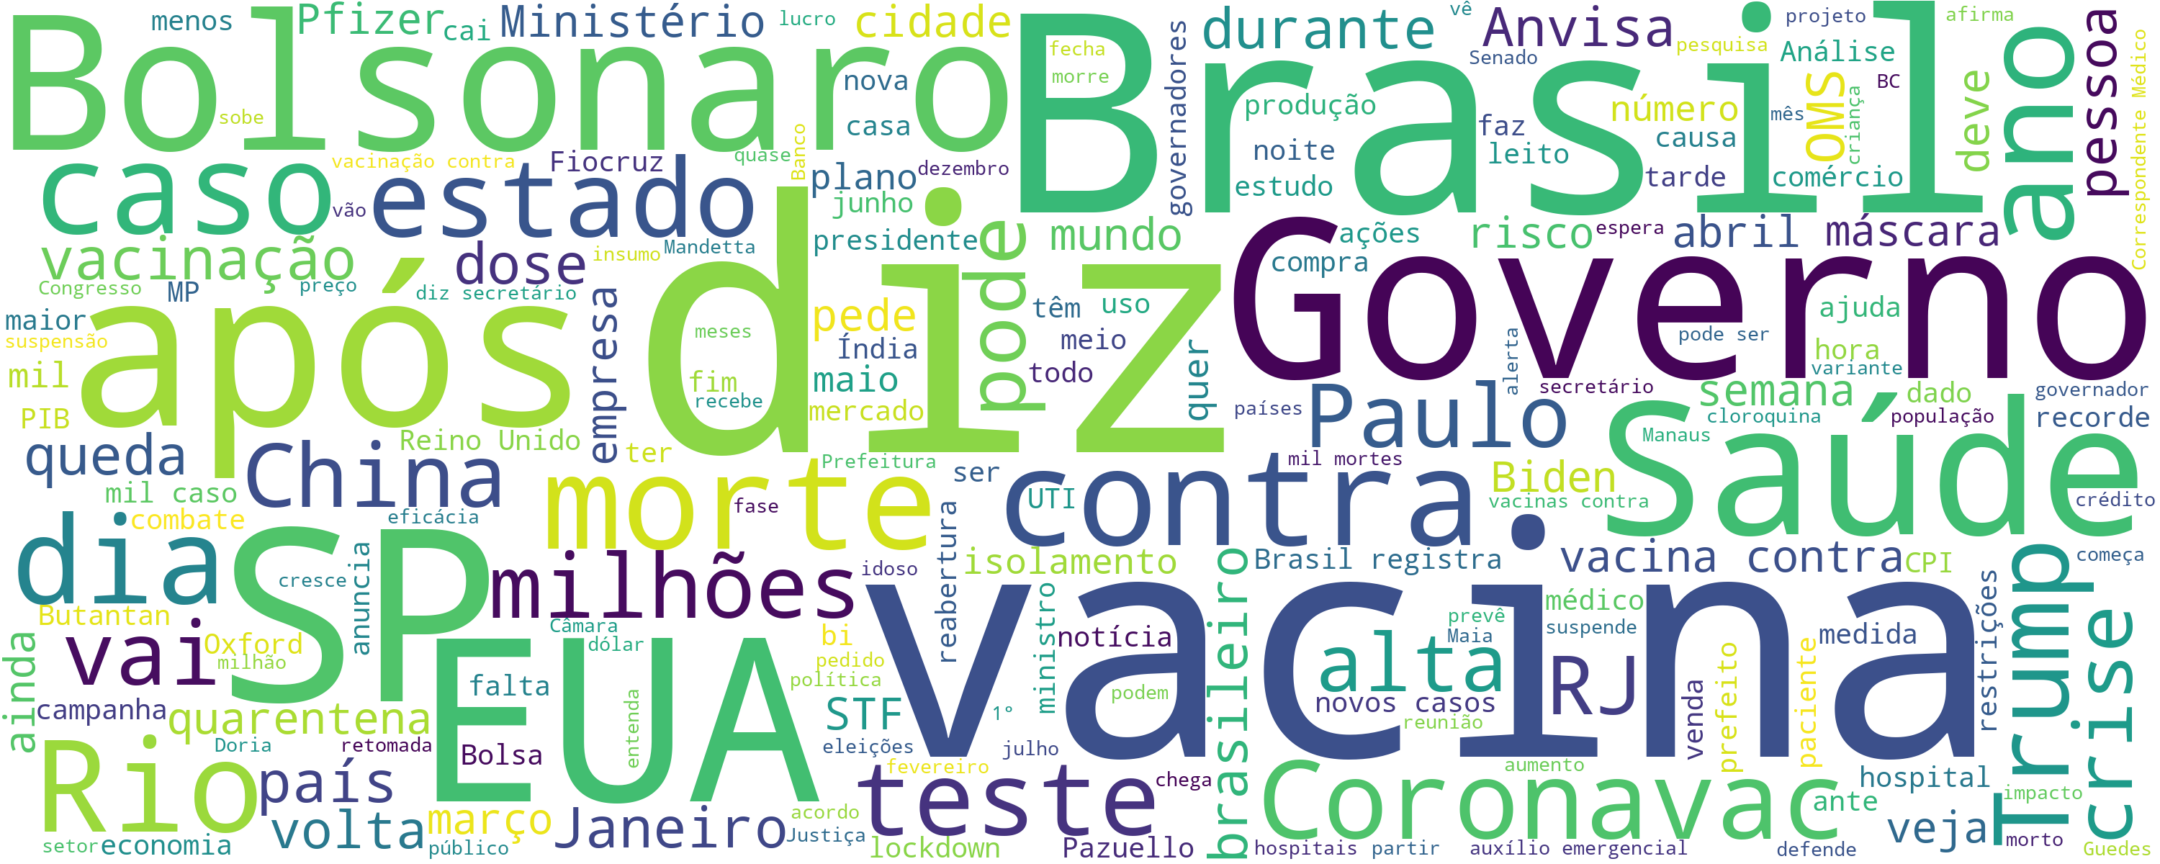 Bolsonaro
Brasil
menos
Pfizer
cai
Ministério
lucro
cidade
durante
vê
Anvisa
projeto
afirma
pesquisa
Senado
Análise
BC
ano
pessoa
Correspondente Médico
fecha
morre
governadores
nova
casa
sobe
produção
número
OMS
criança
deve
mês
faz
causa
noite
leito
estudo
tarde
comércio
caso
vacinação contra
Fiocruz
quase
Banco
dezembro
estado
vão
plano
junho
presidente
pode
mundo
ações
risco
espera
abril
máscara
compra
vacinação
dose
insumo
Mandetta
Congresso
MP
preço
diz secretário
diz
Governo
após
maior
suspensão
mil
PIB
empresa
meses
fim
recebe
pede
Índia
maio
mercado
têm
uso
meio
todo
quer
pode ser
ajuda
hora
variante
alerta
secretário
semana
dado
governador
países
Paulo
cloroquina
população
recorde
Saúde
Manaus
queda
China
Reino Unido
ter
Prefeitura
ser
mil mortes
Biden
vacinas contra
crédito
mil caso
combate
eficácia
morte
fase
contra.
UTI
dia
SP
cresce
anuncia
milhões
idoso
reabertura
isolamento
Brasil registra
vacina contra
CPI
começa
Trump
crise
Butantan
Oxford
milhão
vai
ainda
campanha
quarentena
Câmara
dólar
EUA
falta
entenda
bi
pedido
política
STF
eleições
vacina
1º
julho
ministro
notícia
podem
brasileiro
alta
novos casos
reunião
prevê
Maia
médico
suspende
RJ
venda
prefeito
paciente
medida
restrições
Doria
retomada
Bolsa
Rio
país
volta
março
público
Janeiro
acordo
Justiça
fevereiro
teste
chega
lockdown
Pazuello
Coronavac
aumento
ante
hospital
veja
impacto
morto
Guedes
setor
economia
hospitais
partir
auxílio emergencial
defende